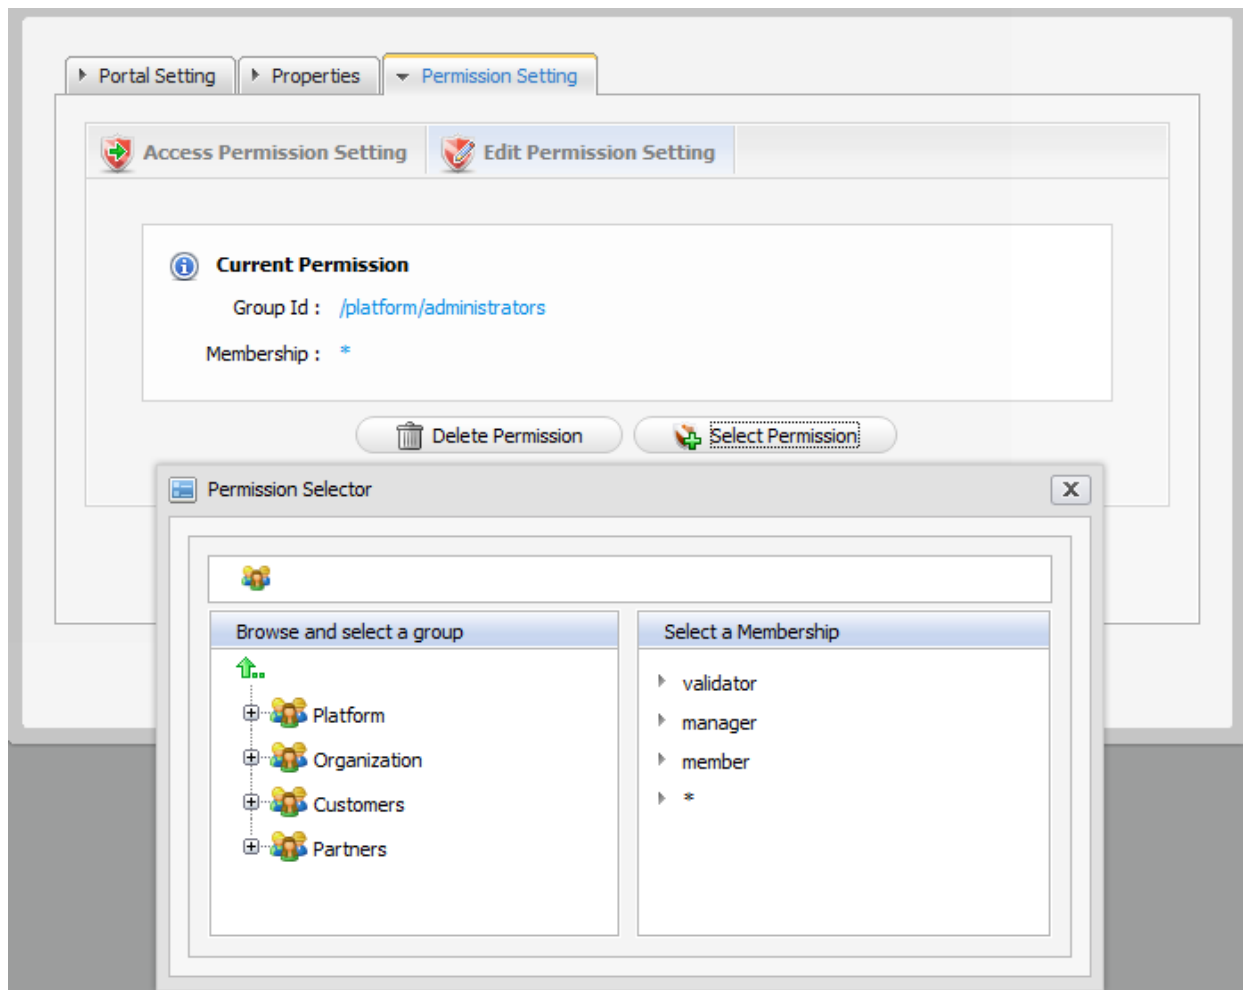 Portal Setting Properties Permission Setting
Access Permission Setting Edit Permission Setting
Current Permission
Group Id : /platform/administrators
Membership : *
Delete Permission Select Permission
Permission Selector
Browse and select a group
Platform
Organization
Customers
Partners
Select a Membership
validator
manager
member
*